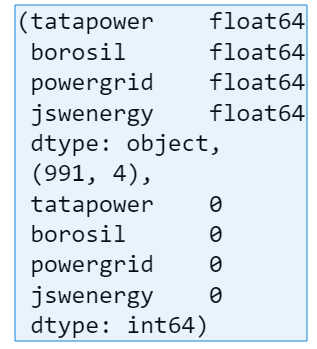 (tatapower    float64
 borosil      float64
 powergrid    float64
 jswenergy    float64
 dtype: object,
 (991, 4),
 tatapower    0
 borosil      0
 powergrid    0
 jswenergy    0
 dtype: int64)